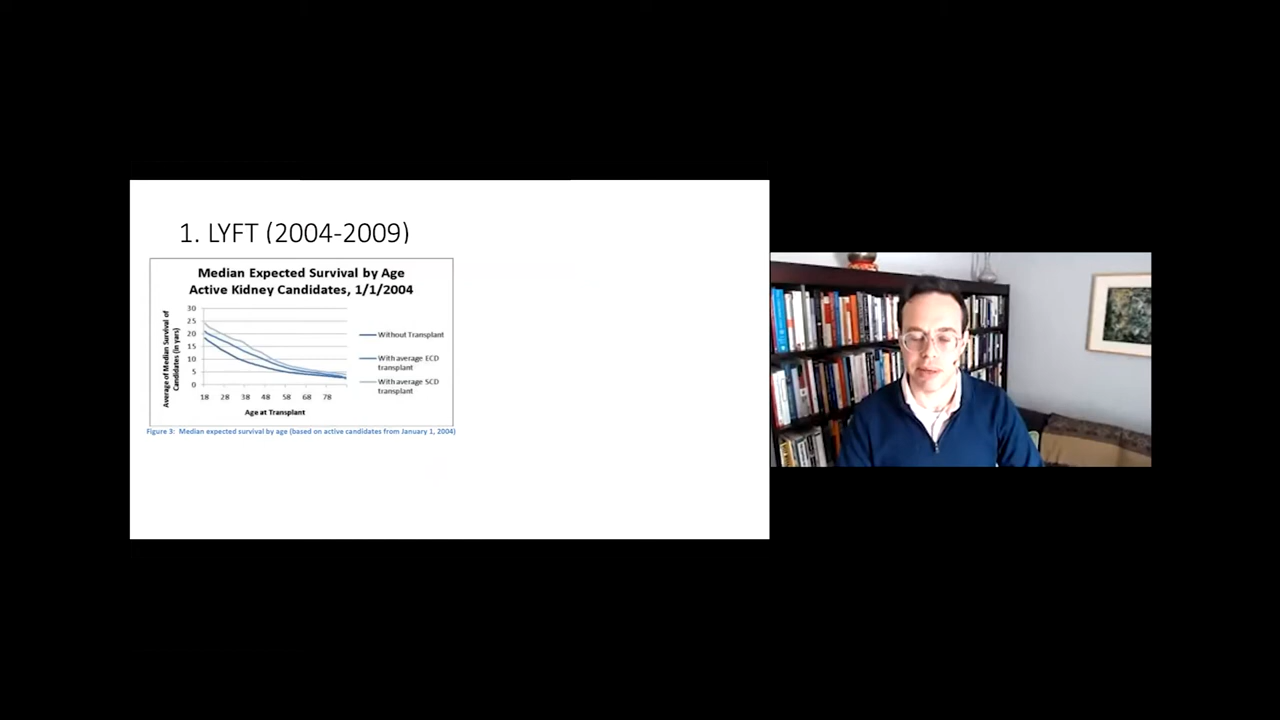 1. LYFT (2004-2009)
Median Expected Survival by Age
Active Kidney Candidates, 1/1/2004
Average of Median Survival of
Candidates (in yars)
30
25
20
15
10
5
0
18 28 38 48 58 68 78
Age at Transplant
Without Transplant
With average ECD
transplant
With average SCD
transplant
Figure 3: Median expected survival by age (based on active candidates from January 1, 2004)